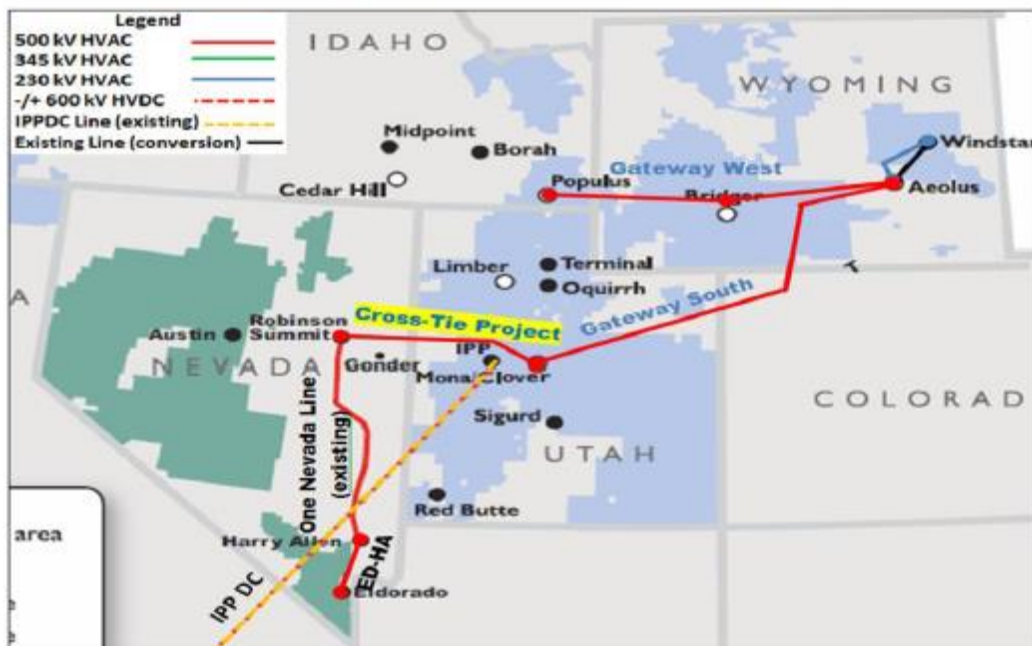 Legend
500 kV HVAC
345 kV HVAC
230 kV HVAC
-/+ 600 kV HVDC
IPPDC Line (existing)
Existing Line (conversion)
IDAHO
WYOMING
Midpoint
Borah
Windstar
Gateway West
Cedar Hill
Populus
Bridger
Aeolus
Limber
Terminal
Oquirrh
Gateway South
Cross-Tie Project
Robinson
Summit
Austin
IPP
Gonder
Mona/Clover
NEVADA
COLORAD
One Nevada Line
(existing)
Sigurd
UTAH
Red Butte
area
Harry Allen
ED-HA
IPP DC
Eldorado
A